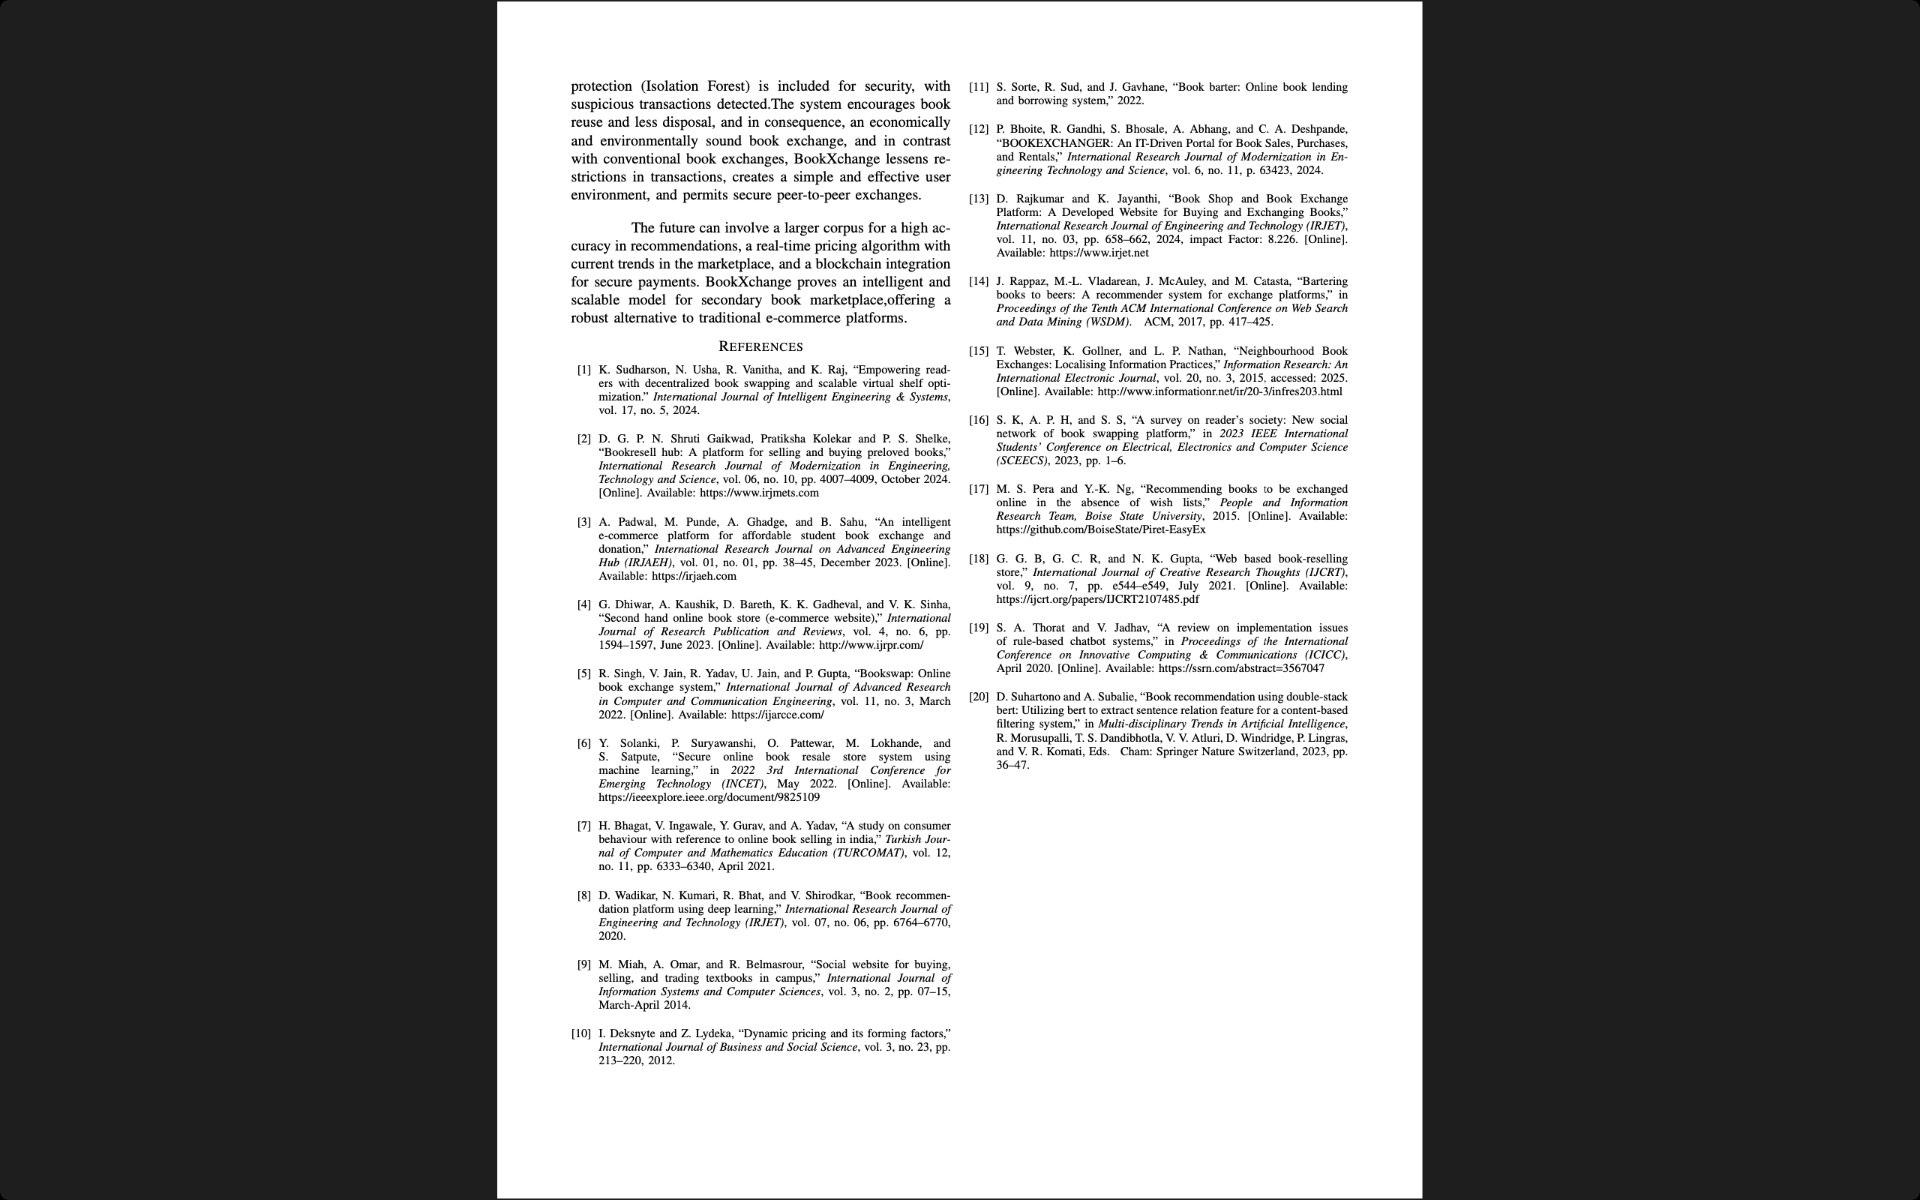 protection (Isolation Forest) is included for security, with
suspicious transactions detected.The system encourages book
reuse and less disposal, and in consequence, an economically
and environmentally sound book exchange, and in contrast
with conventional book exchanges, BookXchange lessens re-
strictions in transactions, creates a simple and effective user
environment, and permits secure peer-to-peer exchanges.
The future can involve a larger corpus for a high ac-
curacy in recommendations, a real-time pricing algorithm with
current trends in the marketplace, and a blockchain integration
for secure payments. BookXchange proves an intelligent and
scalable model for secondary book marketplace,offering a
robust alternative to traditional e-commerce platforms.
REFERENCES
[1] K. Sudharson, N. Usha, R. Vanitha, and K. Raj, “Empowering read-
ers with decentralized book swapping and scalable virtual shelf opti-
mization.” International Journal of Intelligent Engineering & Systems,
vol. 17, no. 5, 2024.
[2] D. G. P. N. Shruti Gaikwad, Pratiksha Kolekar and P. S. Shelke,
“Bookresell hub: A platform for selling and buying preloved books,”
International Research Journal of Modernization in Engineering,
Technology and Science, vol. 06, no. 10, pp. 4007–4009, October 2024.
[Online]. Available: https://www.irjmets.com
[3] A. Padwal, M. Punde, A. Ghadge, and B. Sahu, “An intelligent
e-commerce platform for affordable student book exchange and
donation,” International Research Journal on Advanced Engineering
Hub (IRJAEH), vol. 01, no. 01, pp. 38–45, December 2023. [Online].
Available: https://irjaeh.com
[4] G. Dhiwar, A. Kaushik, D. Bareth, K. K. Gadheval, and V. K. Sinha,
“Second hand online book store (e-commerce website),” International
Journal of Research Publication and Reviews, vol. 4, no. 6, pp.
1594–1597, June 2023. [Online]. Available: http://www.ijrpr.com/
[5] R. Singh, V. Jain, R. Yadav, U. Jain, and P. Gupta, “Bookswap: Online
book exchange system,” International Journal of Advanced Research
in Computer and Communication Engineering, vol. 11, no. 3, March
2022. [Online]. Available: https://ijarcce.com/
[6] Y. Solanki, P. Suryawanshi, O. Pattewar, M. Lokhande, and
S. Satpute, “Secure online book resale store system using
machine learning,” in 2022 3rd International Conference for
Emerging Technology (INCET), May 2022. [Online]. Available:
https://ieeexplore.ieee.org/document/9825109
[7] H. Bhagat, V. Ingawale, Y. Gurav, and A. Yadav, “A study on consumer
behaviour with reference to online book selling in india,” Turkish Jour-
nal of Computer and Mathematics Education (TURCOMAT), vol. 12,
no. 11, pp. 6333–6340, April 2021.
[8] D. Wadikar, N. Kumari, R. Bhat, and V. Shirodkar, “Book recommen-
dation platform using deep learning,” International Research Journal of
Engineering and Technology (IRJET), vol. 07, no. 06, pp. 6764–6770,
2020.
[9] M. Miah, A. Omar, and R. Belmasrour, “Social website for buying,
selling, and trading textbooks in campus,” International Journal of
Information Systems and Computer Sciences, vol. 3, no. 2, pp. 07–15,
March-April 2014.
[10] I. Deksnyte and Z. Lydeka, “Dynamic pricing and its forming factors,”
International Journal of Business and Social Science, vol. 3, no. 23, pp.
213–220, 2012.
[11] S. Sorte, R. Sud, and J. Gavhane, “Book barter: Online book lending
and borrowing system,” 2022.
[12] P. Bhoite, R. Gandhi, S. Bhosale, A. Abhang, and C. A. Deshpande,
“BOOKEXCHANGER: An IT-Driven Portal for Book Sales, Purchases,
and Rentals,” International Research Journal of Modernization in En-
gineering Technology and Science, vol. 6, no. 11, p. 63423, 2024.
[13] D. Rajkumar and K. Jayanthi, “Book Shop and Book Exchange
Platform: A Developed Website for Buying and Exchanging Books,”
International Research Journal of Engineering and Technology (IRJET),
vol. 11, no. 03, pp. 658–662, 2024, impact Factor: 8.226. [Online].
Available: https://www.irjet.net
[14] J. Rappaz, M.-L. Vladarean, J. McAuley, and M. Catasta, “Bartering
books to beers: A recommender system for exchange platforms,” in
Proceedings of the Tenth ACM International Conference on Web Search
and Data Mining (WSDM). ACM, 2017, pp. 417–425.
[15] T. Webster, K. Gollner, and L. P. Nathan, “Neighbourhood Book
Exchanges: Localising Information Practices,” Information Research: An
International Electronic Journal, vol. 20, no. 3, 2015, accessed: 2025.
[Online]. Available: http://www.informationr.net/ir/20-3/infres203.html
[16] S. K, A. P. H, and S. S, “A survey on reader’s society: New social
network of book swapping platform,” in 2023 IEEE International
Students’ Conference on Electrical, Electronics and Computer Science
(SCEECS), 2023, pp. 1–6.
[17] M. S. Pera and Y.-K. Ng, “Recommending books to be exchanged
online in the absence of wish lists,” People and Information
Research Team, Boise State University, 2015. [Online]. Available:
https://github.com/BoiseState/Piret-EasyEx
[18] G. G. B, G. C. R, and N. K. Gupta, “Web based book-reselling
store,” International Journal of Creative Research Thoughts (IJCRT),
vol. 9, no. 7, pp. e544–e549, July 2021. [Online]. Available:
https://ijcrt.org/papers/IJCRT2107485.pdf
[19] S. A. Thorat and V. Jadhav, “A review on implementation issues
of rule-based chatbot systems,” in Proceedings of the International
Conference on Innovative Computing & Communications (ICICC),
April 2020. [Online]. Available: https://ssrn.com/abstract=3567047
[20] D. Suhartono and A. Subalie, “Book recommendation using double-stack
bert: Utilizing bert to extract sentence relation feature for a content-based
filtering system,” in Multi-disciplinary Trends in Artificial Intelligence,
R. Morusupalli, T. S. Dandibhotla, V. V. Atluri, D. Windridge, P. Lingras,
and V. R. Komati, Eds. Cham: Springer Nature Switzerland, 2023, pp.
36–47.